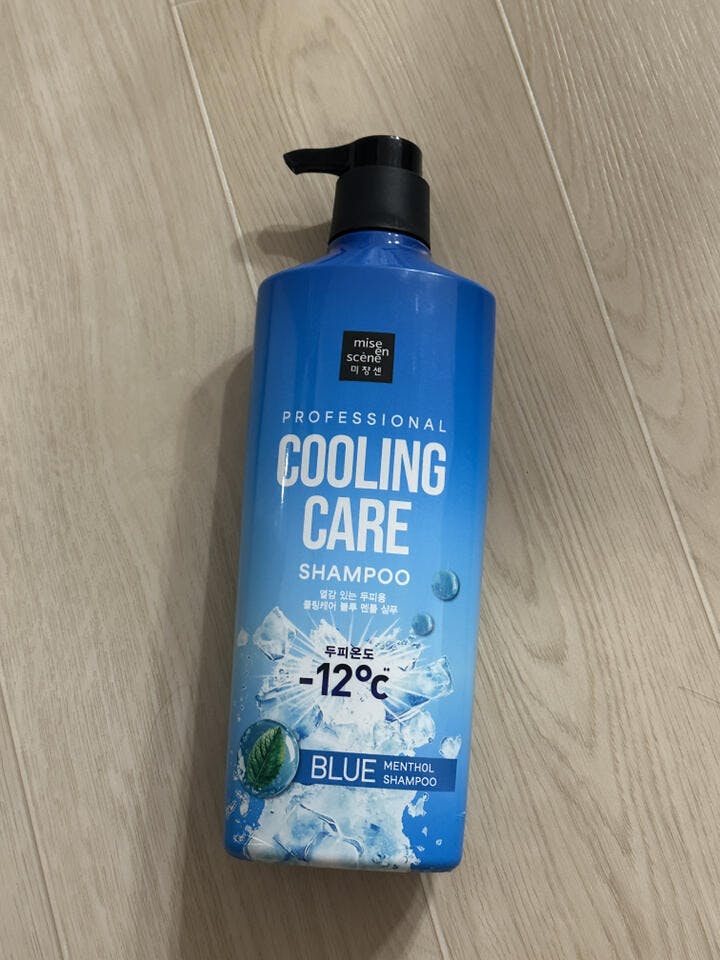 mise
en
scène
미쟝센
PROFESSIONAL
COOLING
CARE
SHAMPOO
열감 있는 두피용
쿨링케어 블루 멘톨 샴푸
두피온도
-12℃¨
BLUE
MENTHOL
SHAMPOO